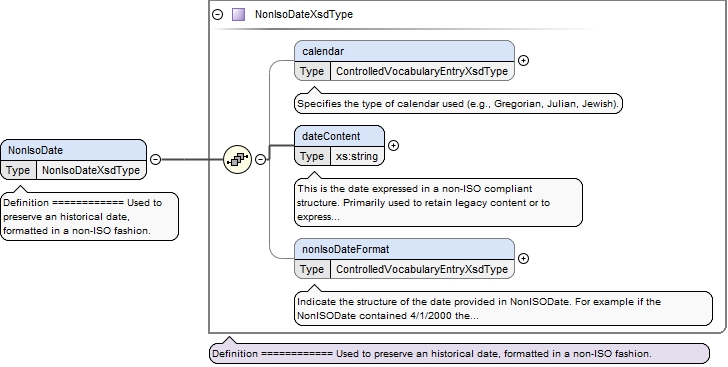 NonIsoDateXsdType
calendar
Type ControlledVocabularyEntryXsdType
Specifies the type of calendar used (e.g., Gregorian, Julian, Jewish).
dateContent
Type xs:string
This is the date expressed in a non-ISO compliant
structure. Primarily used to retain legacy content or to
express...
NonIsoDate
Type NonIsoDateXsdType
Definition ============ Used to
preserve an historical date,
formatted in a non-ISO fashion.
nonIsoDateFormat
Type ControlledVocabularyEntryXsdType
Indicate the structure of the date provided in NonISODate. For example if the
NonISODate contained 4/1/2000 the...
Definition ============ Used to preserve an historical date, formatted in a non-ISO fashion.